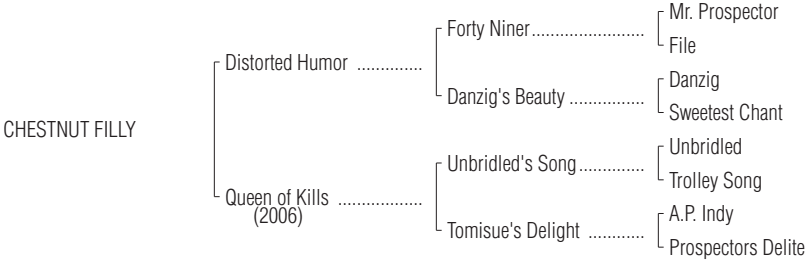 Mr. Prospector
Forty Niner........................
File
Distorted Humor ..............
Danzig
Danzig's Beauty ................
Sweetest Chant
CHESTNUT FILLY
Unbridled
Unbridled's Song..............
Trolley Song
Queen of Kills ..................
(2006)
A.P. Indy
Tomisue's Delight ............
Prospectors Delite